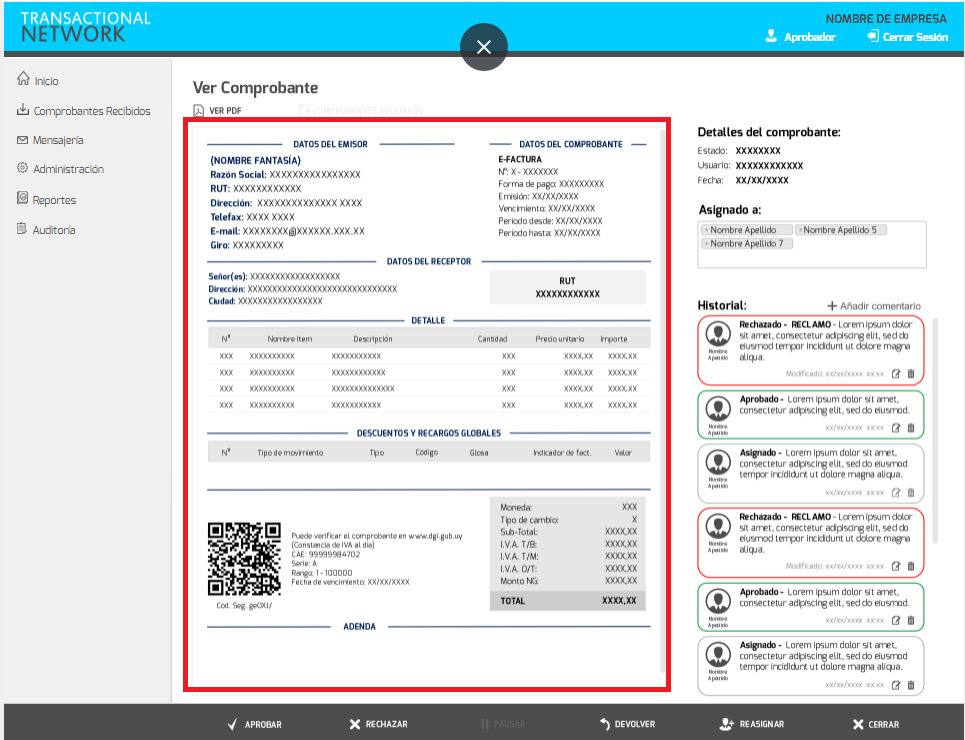 TRANSACTIONAL
NETWORK
NOMBRE DE EMPRESA
Aprobador
Cerrar Sesión
Inicio
Comprobantes Recibidos
Mensajería
Administración
Reportes
Auditoría
Ver Comprobante
VER PDF
COMPROBANTES ASOCIADOS
DATOS DEL EMISOR
(NOMBRE FANTASÍA)
Razón Social: XXXXXXXXXXXXXXXX
RUT: XXXXXXXXXXXX
Dirección: XXXXXXXXXXXXXX XXXX
Telefax: XXXX XXXX
E-mail: XXXXXXXX@XXXXXX.XXX.XX
Giro: XXXXXXXXX
DATOS DEL COMPROBANTE
E-FACTURA
N°: X - XXXXXXX
Forma de pago: XXXXXXXXX
Emisión: XX/XX/XXXX
Vencimiento: XX/XX/XXXX
Periodo desde: XX/XX/XXXX
Periodo hasta: XX/XX/XXXX
DATOS DEL RECEPTOR
Señor(es): XXXXXXXXXXXXXXXXXX
Dirección: XXXXXXXXXXXXXXXXXXXXXXXXXXXXXX
Ciudad: XXXXXXXXXXXXXXXXX
RUT
XXXXXXXXXXXX
DETALLE
N° Nombre Item Descripción Cantidad Precio unitario Importe
XXX XXXXXXXXXX XXXXXXXXXXX XXX XXXX,XX XXXX,XX
XXX XXXXXXXXXX XXXXXXXXXXXX XXX XXXX,XX XXXX,XX
XXX XXXXXXXXXX XXXXXXXXXXXXXX XXX XXXX,XX XXXX,XX
XXX XXXXXXXXXX XXXXXXXXXXX XXX XXXX,XX XXXX,XX
DESCUENTOS Y RECARGOS GLOBALES
N° Tipo de movimiento Tipo Código Glosa Indicador de fact. Valor
Puede verificar el comprobante en www.dgi.gub.uy
(Constancia de IVA al día)
CAE: 99999984702
Serie: A
Rango: 1 - 100000
Fecha de vencimiento: XX/XX/XXXX
Cod. Seg. geOXJ/
Moneda: XXX
Tipo de cambio: X
Sub-Total: XXXX,XX
I.V.A. T/B: XXXX,XX
I.V.A. T/M: XXXX,XX
I.V.A. O/T: XXXX,XX
Monto NG: XXXX,XX
TOTAL XXXX,XX
ADENDA
Detalles del comprobante:
Estado: XXXXXXXX
Usuario: XXXXXXXXXXXX
Fecha: XX/XX/XXXX
Asignado a:
× Nombre Apellido
× Nombre Apellido 5
× Nombre Apellido 7
Historial:
+ Añadir comentario
Rechazado - RECLAMO - Lorem ipsum dolor
sit amet, consectetur adipiscing elit, sed do
eiusmod tempor incididunt ut dolore magna
aliqua.
Nombre
Apellido
Modificado: xx/xx/xxxx xx:xx
Aprobado - Lorem ipsum dolor sit amet,
consectetur adipiscing elit, sed do eiusmod.
Nombre
Apellido
xx/xx/xxxx xx:xx
Asignado - Lorem ipsum dolor sit amet,
consectetur adipiscing elit, sed do eiusmod
tempor incididunt ut dolore magna aliqua.
Nombre
Apellido
xx/xx/xxxx xx:xx
Rechazado - RECLAMO - Lorem ipsum dolor
sit amet, consectetur adipiscing elit, sed do
eiusmod tempor incididunt ut dolore magna
aliqua.
Nombre
Apellido
Modificado: xx/xx/xxxx xx:xx
Aprobado - Lorem ipsum dolor sit amet,
consectetur adipiscing elit, sed do eiusmod.
Nombre
Apellido
xx/xx/xxxx xx:xx
Asignado - Lorem ipsum dolor sit amet,
consectetur adipiscing elit, sed do eiusmod
tempor incididunt ut dolore magna aliqua.
Nombre
Apellido
xx/xx/xxxx xx:xx
APROBAR
RECHAZAR
PAUSAR
DEVOLVER
REASIGNAR
CERRAR